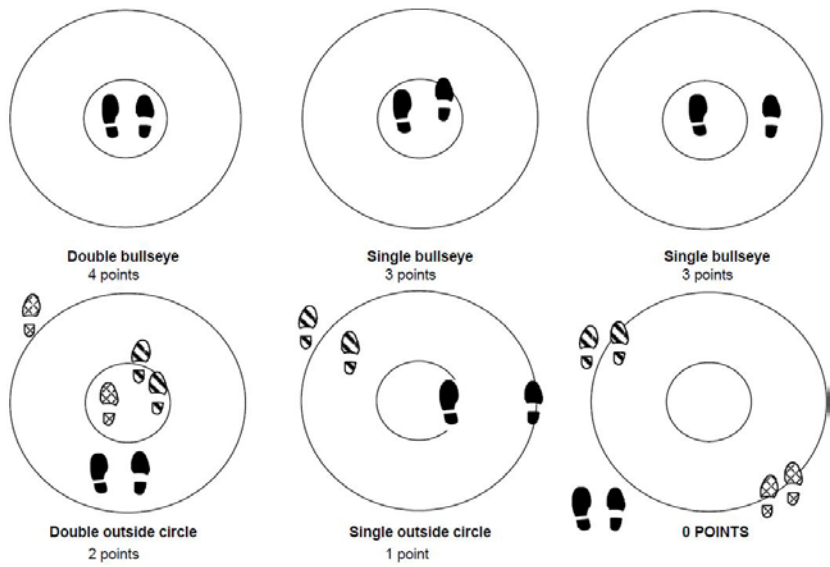 Double bullseye
4 points
Single bullseye
3 points
Single bullseye
3 points
Double outside circle
2 points
Single outside circle
1 point
0 POINTS